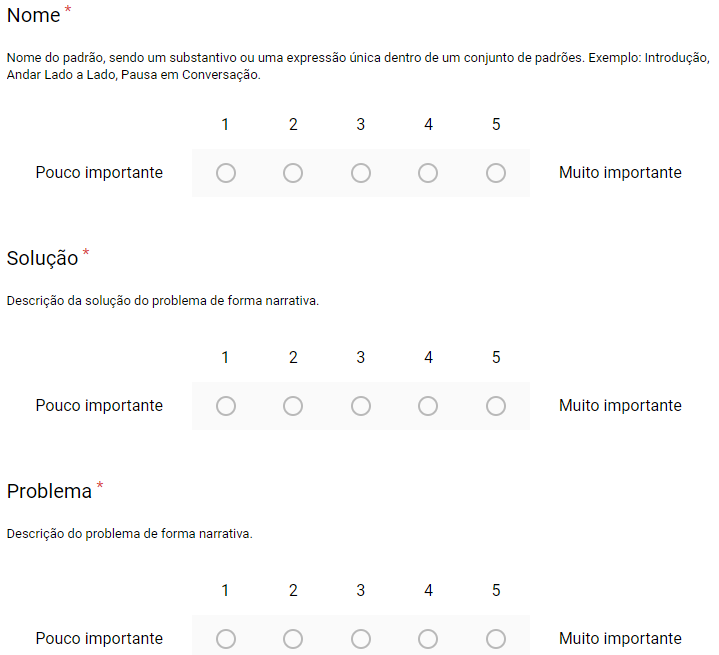 Nome *
Nome do padrão, sendo um substantivo ou uma expressão única dentro de um conjunto de padrões. Exemplo: Introdução,
Andar Lado a Lado, Pausa em Conversação.
1 2 3 4 5
Pouco importante Muito importante
Solução *
Descrição da solução do problema de forma narrativa.
1 2 3 4 5
Pouco importante Muito importante
Problema *
Descrição do problema de forma narrativa.
1 2 3 4 5
Pouco importante Muito importante